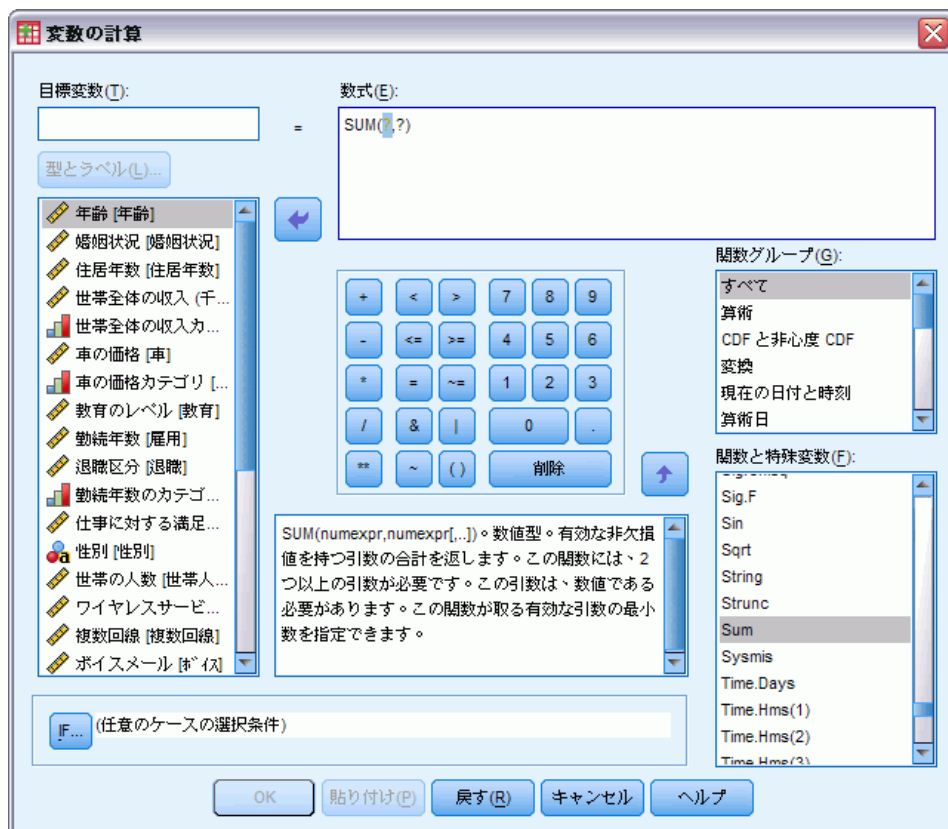 変数の計算
目標変数(T):
=
型とラベル(L)...
数式(E):
SUM(?,?)
年齢 [年齢]
婚姻状況 [婚姻状況]
住居年数 [住居年数]
世帯全体の収入 (千...
世帯全体の収入カ...
車の価格 [車]
車の価格カテゴリ [...
教育のレベル [教育]
勤続年数 [雇用]
退職区分 [退職]
勤続年数のカテゴ...
仕事に対する満足...
性別 [性別]
世帯の人数 [世帯人...
ワイヤレスサービ...
複数回線 [複数回線]
ボイスメール [ボイス]
+ < > 7 8 9
- <= >= 4 5 6
* = ~= 1 2 3
/ & | 0 .
** ~ ( ) 削除
関数グループ(G):
すべて
算術
CDF と非心度 CDF
変換
現在の日付と時刻
算術日
関数と特殊変数(F):
Sig.F
Sin
Sqrt
String
Strunc
Sum
Sysmis
Time.Days
Time.Hms(1)
Time.Hms(2)
Time.Hms(3)
SUM(numexpr,numexpr[,..])。数値型。有効な非欠損
値を持つ引数の合計を返します。この関数には、2
つ以上の引数が必要です。この引数は、数値である
必要があります。この関数が取る有効な引数の最小
数を指定できます。
IF... (任意のケースの選択条件)
OK 貼り付け(P) 戻す(R) キャンセル ヘルプ